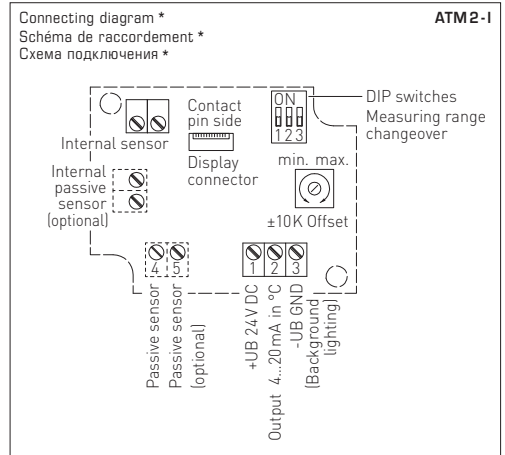 Connecting diagram *
ATM 2 - I
Schéma de raccordement *
Схема подключения *
ON
1 2 3
DIP switches
Measuring range
changeover
Contact
pin side
Internal sensor
Display
connector
min. max.
±10K Offset
Internal
passive
sensor
(optional)
4 5
1 2 3
Passive sensor
Passive sensor
(optional)
+UB 24V DC
Output 4...20mA in °C
-UB GND
(Background
lighting)